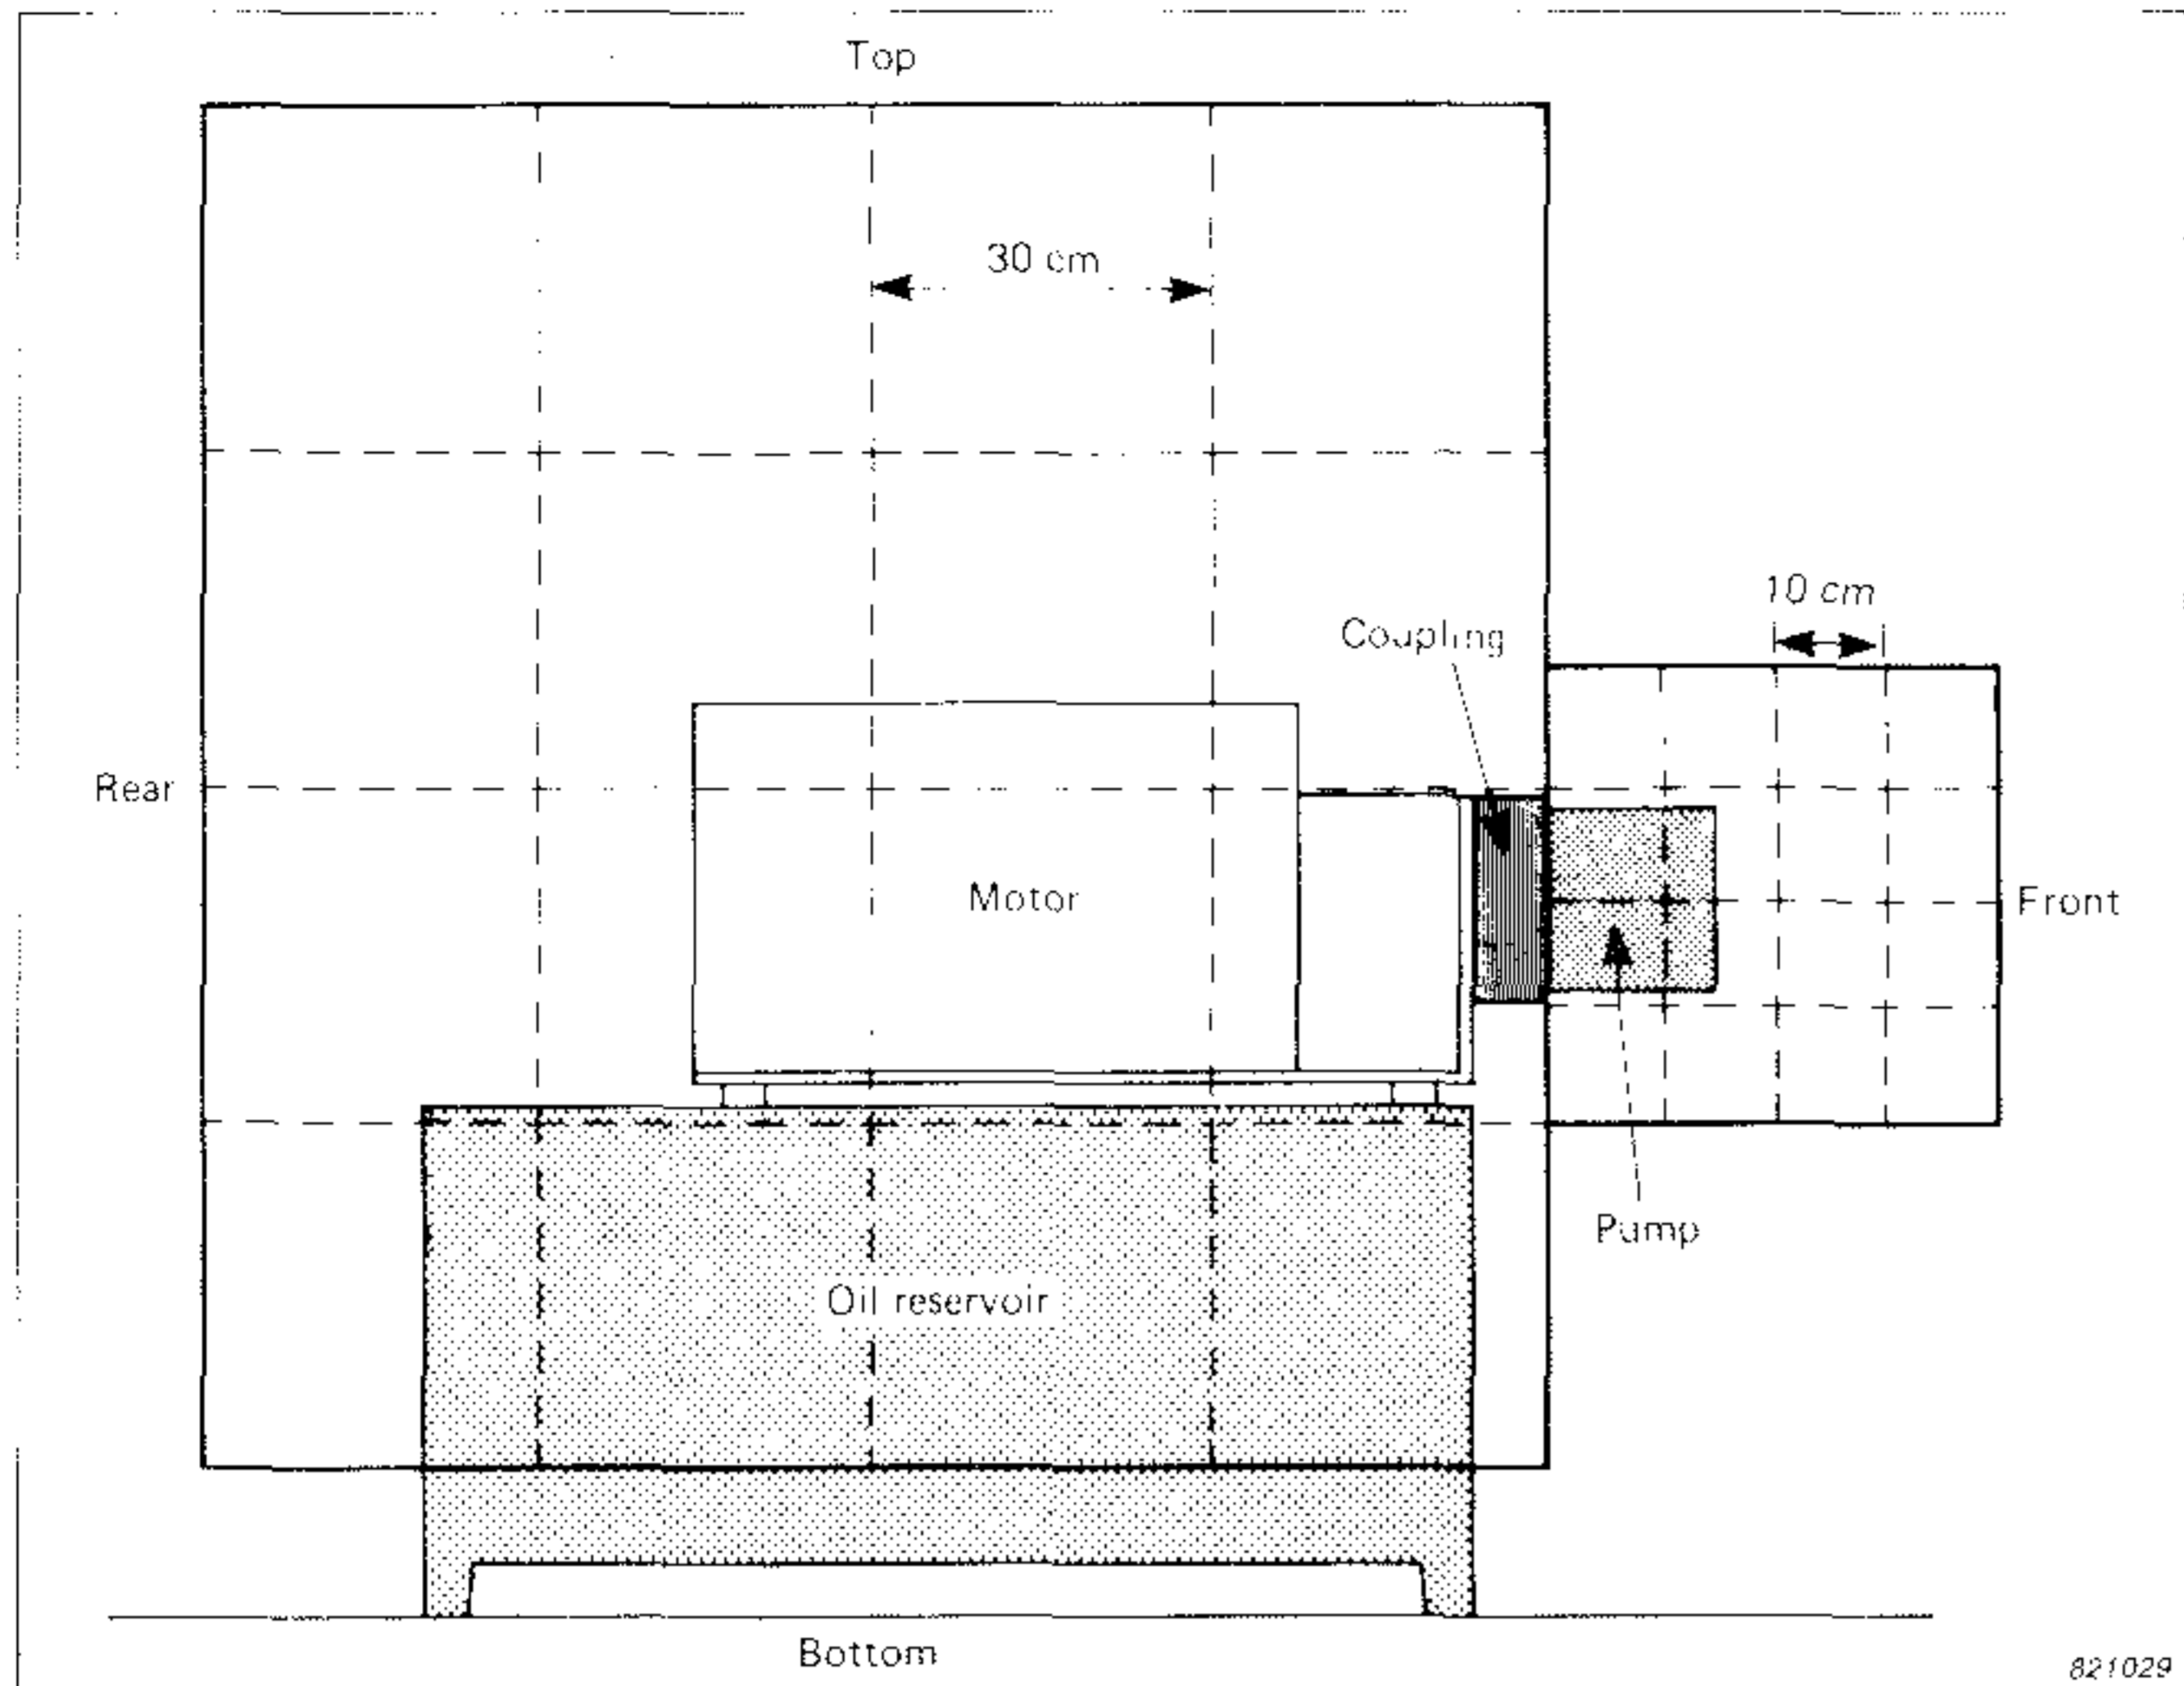 Top
30 cm
10 cm
Coupling
Rear
Motor
Front
Pump
Oil reservoir
Bottom
821029